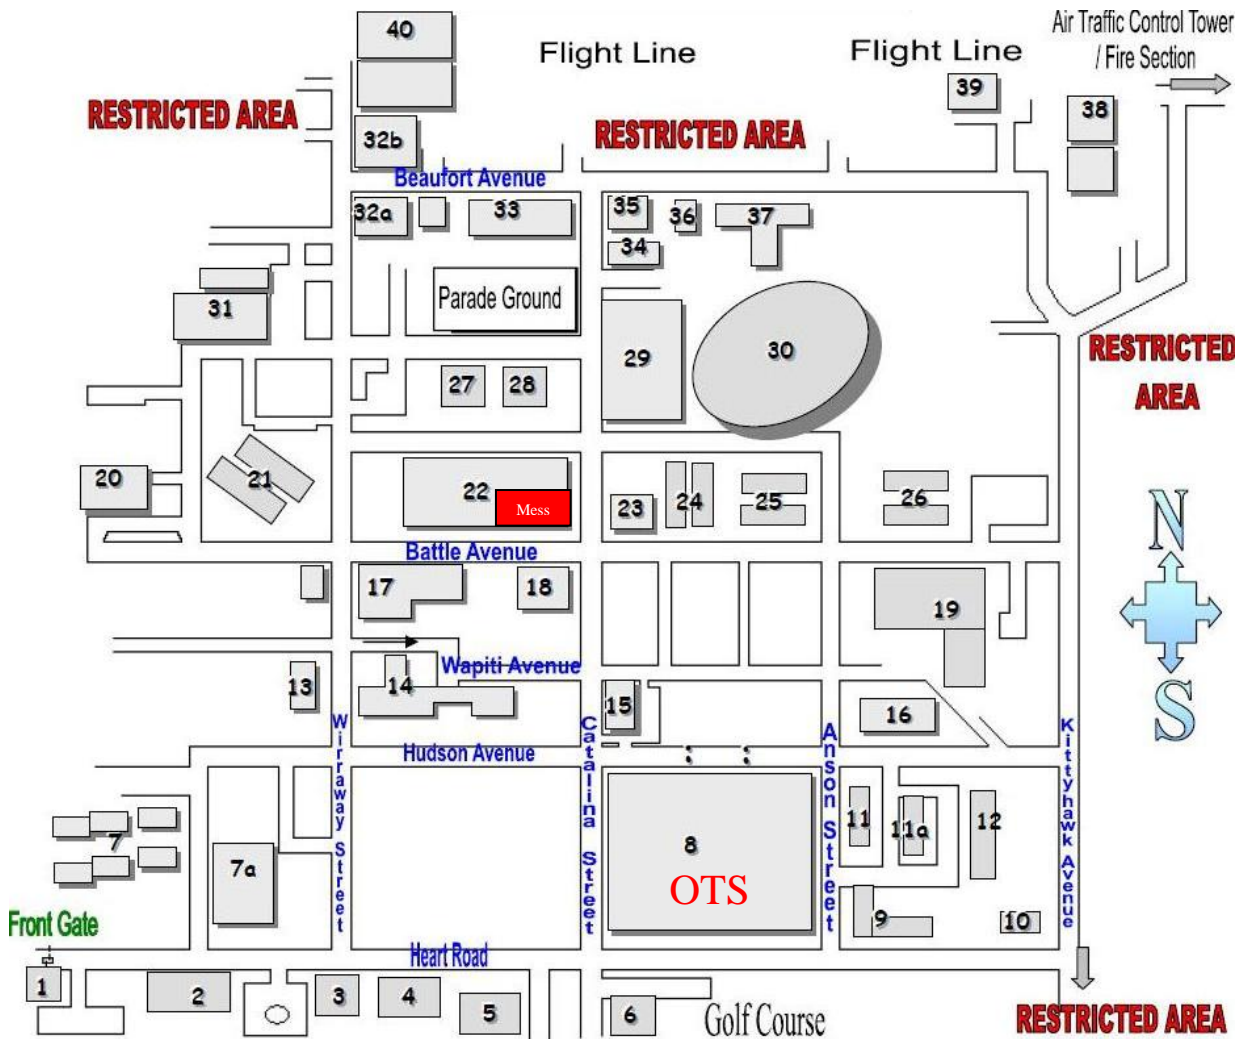 40
Flight Line
Flight Line
Air Traffic Control Tower
/ Fire Section
39
38
RESTRICTED AREA
RESTRICTED AREA
32b
Beaufort Avenue
32a
33
35
36
37
34
31
Parade Ground
29
30
RESTRICTED
AREA
27
28
20
21
22
Mess
23
24
25
26
N
Battle Avenue
17
18
19
Wapiti Avenue
13
14
15
16
S
Wirraway Street
Hudson Avenue
Catalina Street
Anson Street
Kittyhawk Avenue
7
7a
8
OTS
11
11a
12
9
10
Front Gate
Heart Road
1
2
3
4
5
6
Golf Course
RESTRICTED AREA